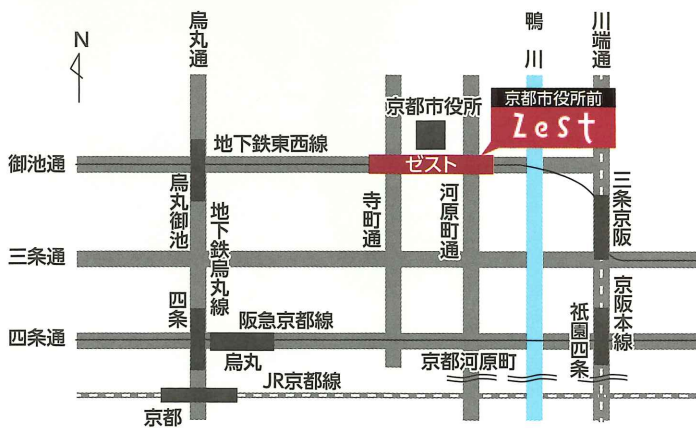 N
烏丸通
鴨川
川端通
京都市役所
京都市役所前
zest
地下鉄東西線
御池通
ゼスト
烏丸御池
地下鉄烏丸線
寺町通
河原町通
三条京阪
三条通
四条
阪急京都線
京阪本線
祇園四条
四条通
烏丸
京都河原町
JR京都線
京都